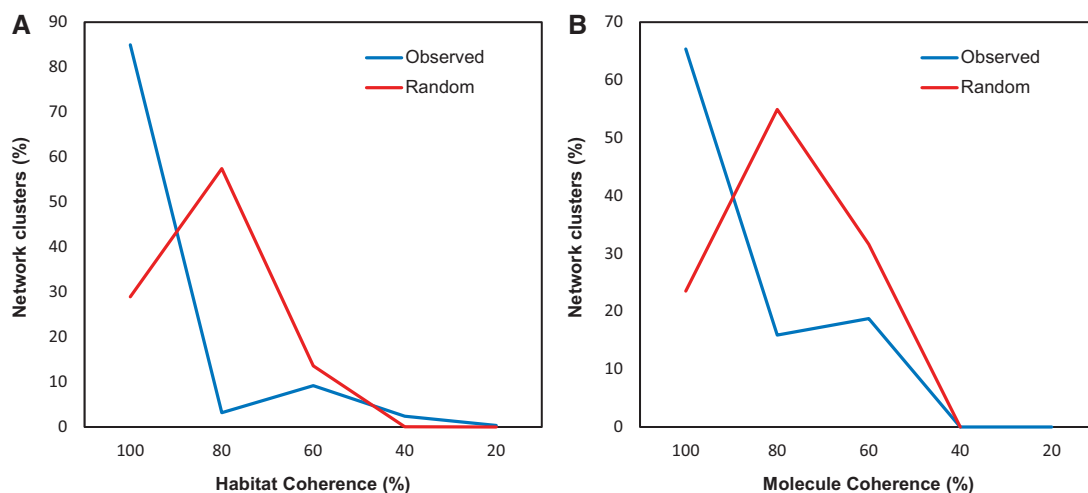 A
90
80
70
60
50
40
30
20
10
0
Network clusters (%)
Observed
Random
100 80 60 40 20
Habitat Coherence (%)
B
70
60
50
40
30
20
10
0
Network clusters (%)
Observed
Random
100 80 60 40 20
Molecule Coherence (%)